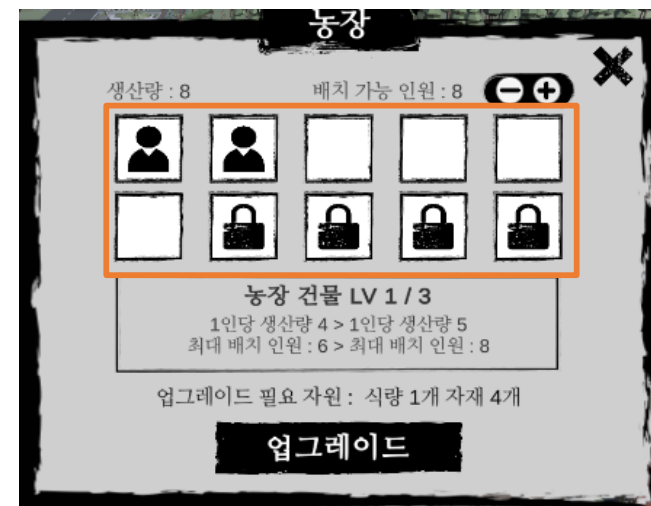 농장
생산량 : 8 배치 가능 인원 : 8
농장 건물 LV 1 / 3
1인당 생산량 4 > 1인당 생산량 5
최대 배치 인원 : 6 > 최대 배치 인원 : 8
업그레이드 필요 자원 : 식량 1개 자재 4개
업그레이드